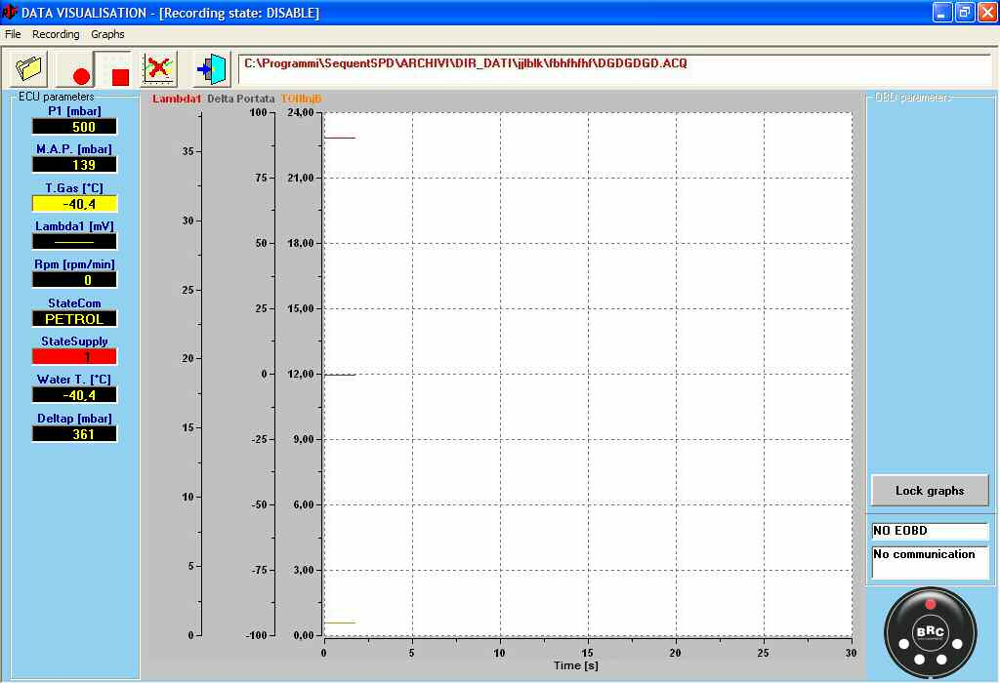 DATA VISUALISATION - [Recording state: DISABLE]
File Recording Graphs
C:\Programmi\SequentSPD\ARCHIVI\DIR_DATI\jjlblk\fbhfhfhf\DGDGDGD.ACQ
ECU parameters
P1 [mbar]
500
M.A.P. [mbar]
139
T.Gas [°C]
-40,4
Lambda1 [mV]
Rpm [rpm/min]
0
StateCom
PETROL
StateSupply
1
Water T. [°C]
-40,4
Deltap [mbar]
361
Lambda1 Delta Portata TOIIInjB
35
30
25
20
15
10
5
0
100
75
50
25
0
-25
-50
-75
-100
24,00
21,00
18,00
15,00
12,00
9,00
6,00
3,00
0,00
0 5 10 15 20 25 30
Time [s]
OBD parameters
Lock graphs
NO EOBD
No communication
BRC